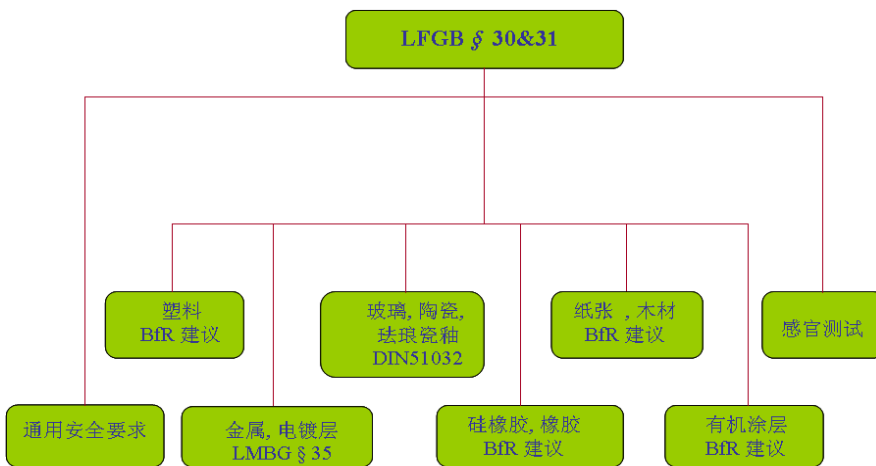 LFGB § 30&31
塑料
BfR 建议
玻璃, 陶瓷,
珐琅瓷釉
DIN51032
纸张 , 木材
BfR 建议
感官测试
通用安全要求
金属, 电镀层
LMBG § 35
硅橡胶, 橡胶
BfR 建议
有机涂层
BfR 建议